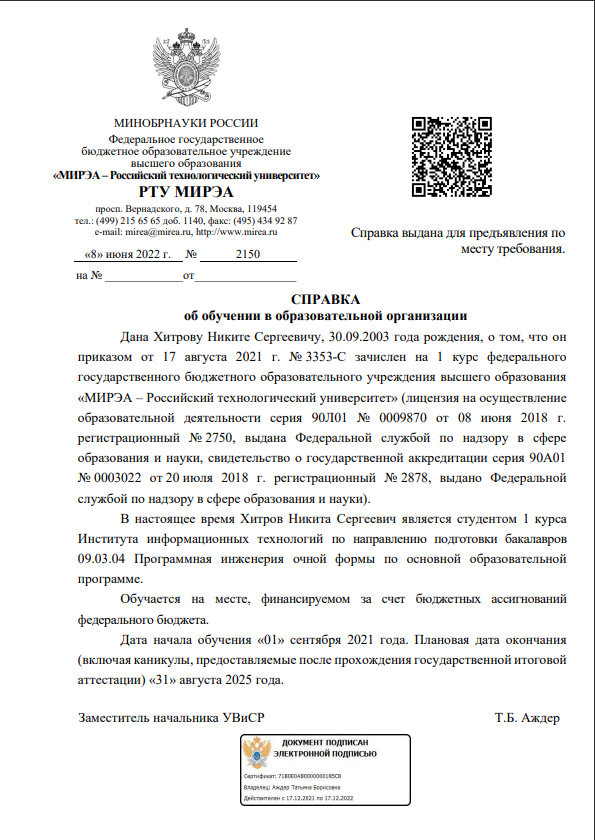 МИНОБРНАУКИ РОССИИ
Федеральное государственное
бюджетное образовательное учреждение
высшего образования
«МИРЭА – Российский технологический университет»
РТУ МИРЭА
просп. Вернадского, д. 78, Москва, 119454
тел.: (499) 215 65 65 доб. 1140, факс: (495) 434 92 87
e-mail: mirea@mirea.ru, http://www.mirea.ru
«8» июня 2022 г. № 2150
на № ____________ от ________________
Справка выдана для предъявления по
месту требования.
СПРАВКА
об обучении в образовательной организации
Дана Хитрову Никите Сергеевичу, 30.09.2003 года рождения, о том, что он
приказом от 17 августа 2021 г. № 3353-С зачислен на 1 курс федерального
государственного бюджетного образовательного учреждения высшего образования
«МИРЭА – Российский технологический университет» (лицензия на осуществление
образовательной деятельности серия 90Л01 № 0009870 от 08 июня 2018 г.
регистрационный № 2750, выдана Федеральной службой по надзору в сфере
образования и науки, свидетельство о государственной аккредитации серия 90А01
№ 0003022 от 20 июля 2018 г. регистрационный № 2878, выдано Федеральной
службой по надзору в сфере образования и науки).
В настоящее время Хитров Никита Сергеевич является студентом 1 курса
Института информационных технологий по направлению подготовки бакалавров
09.03.04 Программная инженерия очной формы по основной образовательной
программе.
Обучается на месте, финансируемом за счет бюджетных ассигнований
федерального бюджета.
Дата начала обучения «01» сентября 2021 года. Плановая дата окончания
(включая каникулы, предоставляемые после прохождения государственной итоговой
аттестации) «31» августа 2025 года.
Заместитель начальника УВиСР Т.Б. Аждер
ДОКУМЕНТ ПОДПИСАН
ЭЛЕКТРОННОЙ ПОДПИСЬЮ
Сертификат: 
Владелец: Аждер Татьяна Борисовна
Действителен с 17.12.2021 по 17.12.2022